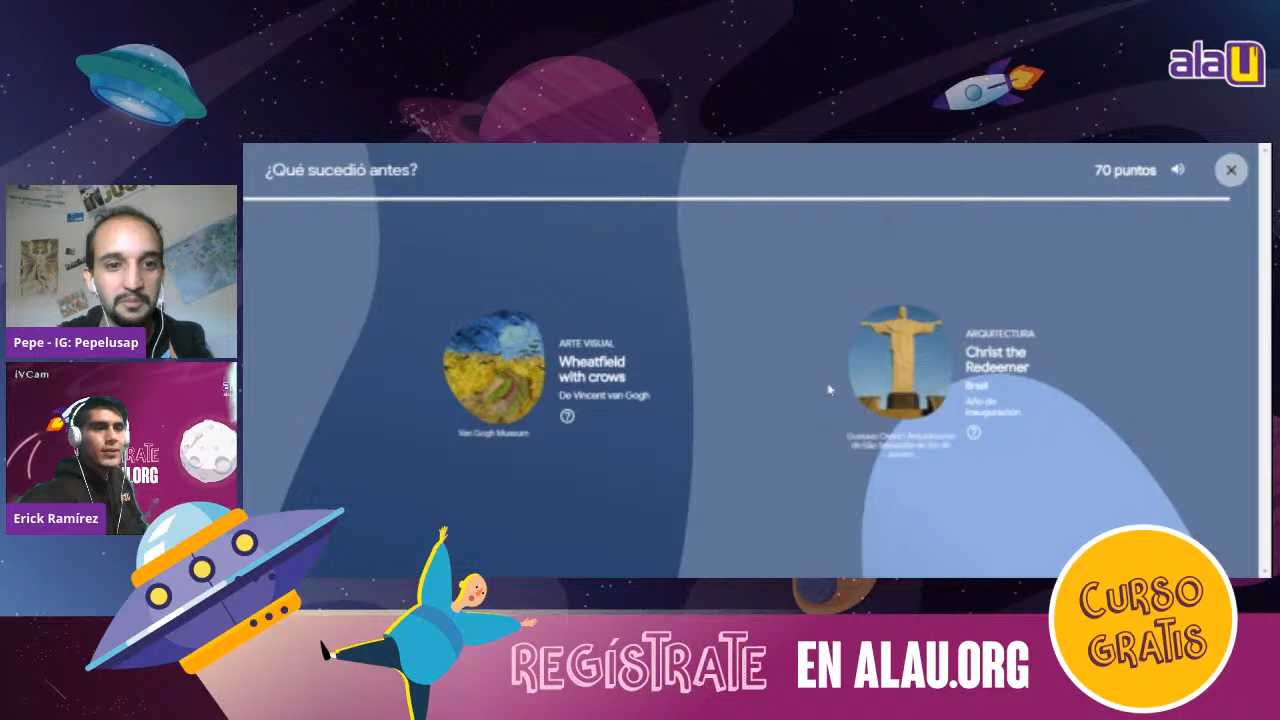 alaU
¿Qué sucedió antes?
70 puntos
Pepe - IG: Pepelusap
iVCam
Erick Ramírez
ARTE VISUAL
Wheatfield
with crows
De Vincent van Gogh
Van Gogh Museum
ARQUITECTURA
Christ the
Redeemer
Brasil
Año de
inauguración
REGÍSTRATE
EN ALAU.ORG
CURSO
GRATIS